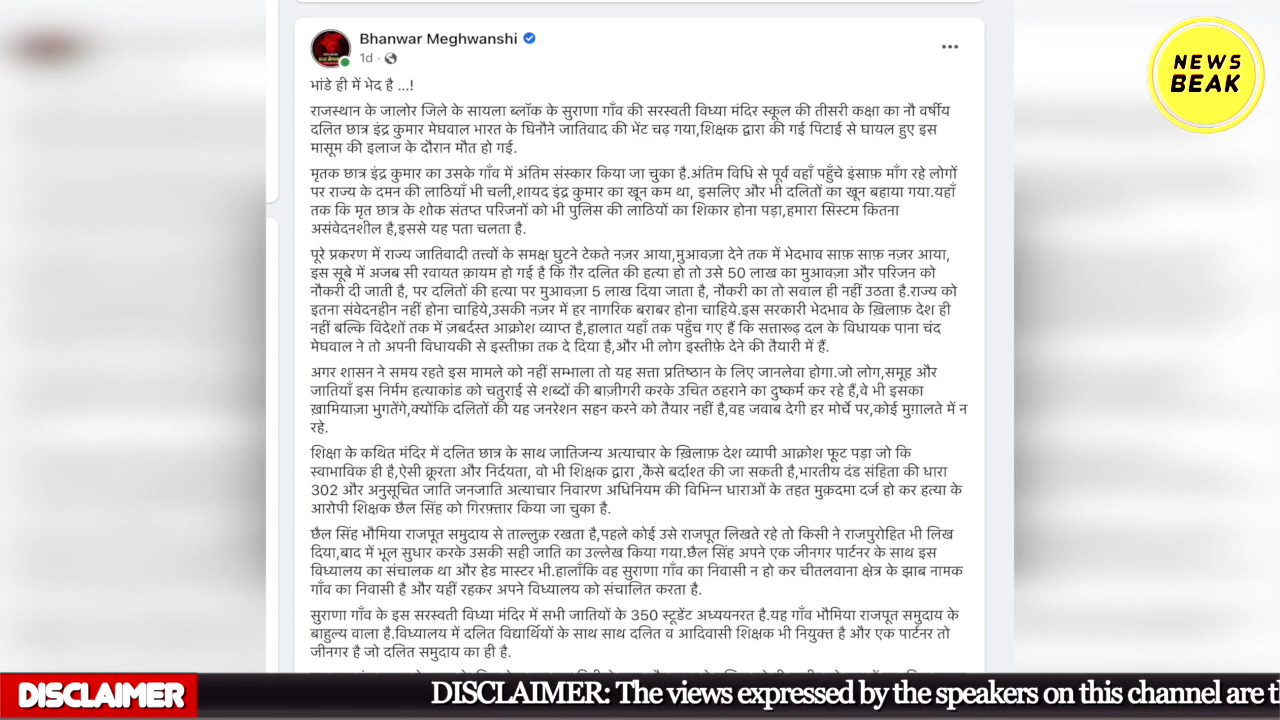 Bhanwar Meghwanshi
1d
NEWS
BEAK
भांडे ही में भेद है ...!
राजस्थान के जालोर जिले के सायला ब्लॉक के सुराणा गाँव की सरस्वती विध्या मंदिर स्कूल की तीसरी कक्षा का नौ वर्षीय
दलित छात्र इंद्र कुमार मेघवाल भारत के घिनौने जातिवाद की भेंट चढ़ गया,शिक्षक द्वारा की गई पिटाई से घायल हुए इस
मासूम की इलाज के दौरान मौत हो गई.
मृतक छात्र इंद्र कुमार का उसके गाँव में अंतिम संस्कार किया जा चुका है.अंतिम विधि से पूर्व वहाँ पहुँचे इंसाफ़ माँग रहे लोगों
पर राज्य के दमन की लाठियाँ भी चली,शायद इंद्र कुमार का खून कम था, इसलिए और भी दलितों का खून बहाया गया.यहाँ
तक कि मृत छात्र के शोक संतप्त परिजनों को भी पुलिस की लाठियों का शिकार होना पड़ा,हमारा सिस्टम कितना
असंवेदनशील है,इससे यह पता चलता है.
पूरे प्रकरण में राज्य जातिवादी तत्त्वों के समक्ष घुटने टेकते नज़र आया,मुआवज़ा देने तक में भेदभाव साफ़ साफ़ नज़र आया,
इस सूबे में अजब सी रवायत क़ायम हो गई है कि ग़ैर दलित की हत्या हो तो उसे 50 लाख का मुआवज़ा और परिजन को
नौकरी दी जाती है, पर दलितों की हत्या पर मुआवज़ा 5 लाख दिया जाता है, नौकरी का तो सवाल ही नहीं उठता है.राज्य को
इतना संवेदनहीन नहीं होना चाहिये,उसकी नज़र में हर नागरिक बराबर होना चाहिये.इस सरकारी भेदभाव के ख़िलाफ़ देश ही
नहीं बल्कि विदेशों तक में ज़बर्दस्त आक्रोश व्याप्त है,हालात यहाँ तक पहुँच गए हैं कि सत्तारूढ़ दल के विधायक पाना चंद
मेघवाल ने तो अपनी विधायकी से इस्तीफ़ा तक दे दिया है,और भी लोग इस्तीफ़े देने की तैयारी में हैं.
अगर शासन ने समय रहते इस मामले को नहीं सम्भाला तो यह सत्ता प्रतिष्ठान के लिए जानलेवा होगा.जो लोग,समूह और
जातियाँ इस निर्मम हत्याकांड को चतुराई से शब्दों की बाज़ीगरी करके उचित ठहराने का दुष्कर्म कर रहे हैं,वे भी इसका
ख़ामियाज़ा भुगतेंगे,क्योंकि दलितों की यह जनरेशन सहन करने को तैयार नहीं है,वह जवाब देगी हर मोर्चे पर,कोई मुग़ालते में न
रहे.
शिक्षा के कथित मंदिर में दलित छात्र के साथ जातिजन्य अत्याचार के ख़िलाफ़ देश व्यापी आक्रोश फूट पड़ा जो कि
स्वाभाविक ही है,ऐसी क्रूरता और निर्दयता, वो भी शिक्षक द्वारा ,कैसे बर्दाश्त की जा सकती है,भारतीय दंड संहिता की धारा
302 और अनुसूचित जाति जनजाति अत्याचार निवारण अधिनियम की विभिन्न धाराओं के तहत मुक़दमा दर्ज हो कर हत्या के
आरोपी शिक्षक छैल सिंह को गिरफ़्तार किया जा चुका है.
छैल सिंह भौमिया राजपूत समुदाय से ताल्लुक़ रखता है,पहले कोई उसे राजपूत लिखते रहे तो किसी ने राजपुरोहित भी लिख
दिया,बाद में भूल सुधार करके उसकी सही जाति का उल्लेख किया गया.छैल सिंह अपने एक जीनगर पार्टनर के साथ इस
विध्यालय का संचालक था और हेड मास्टर भी.हालाँकि वह सुराणा गाँव का निवासी न हो कर चीतलवाना क्षेत्र के झाब नामक
गाँव का निवासी है और यहीं रहकर अपने विध्यालय को संचालित करता है.
सुराणा गाँव के इस सरस्वती विध्या मंदिर में सभी जातियों के 350 स्टूडेंट अध्ययनरत है.यह गाँव भौमिया राजपूत समुदाय के
बाहुल्य वाला है.विध्यालय में दलित विद्यार्थियों के साथ साथ दलित व आदिवासी शिक्षक भी नियुक्त है और एक पार्टनर तो
जीनगर है जो दलित समुदाय का ही है.
DISCLAIMER
DISCLAIMER: The views expressed by the speakers on this channel are